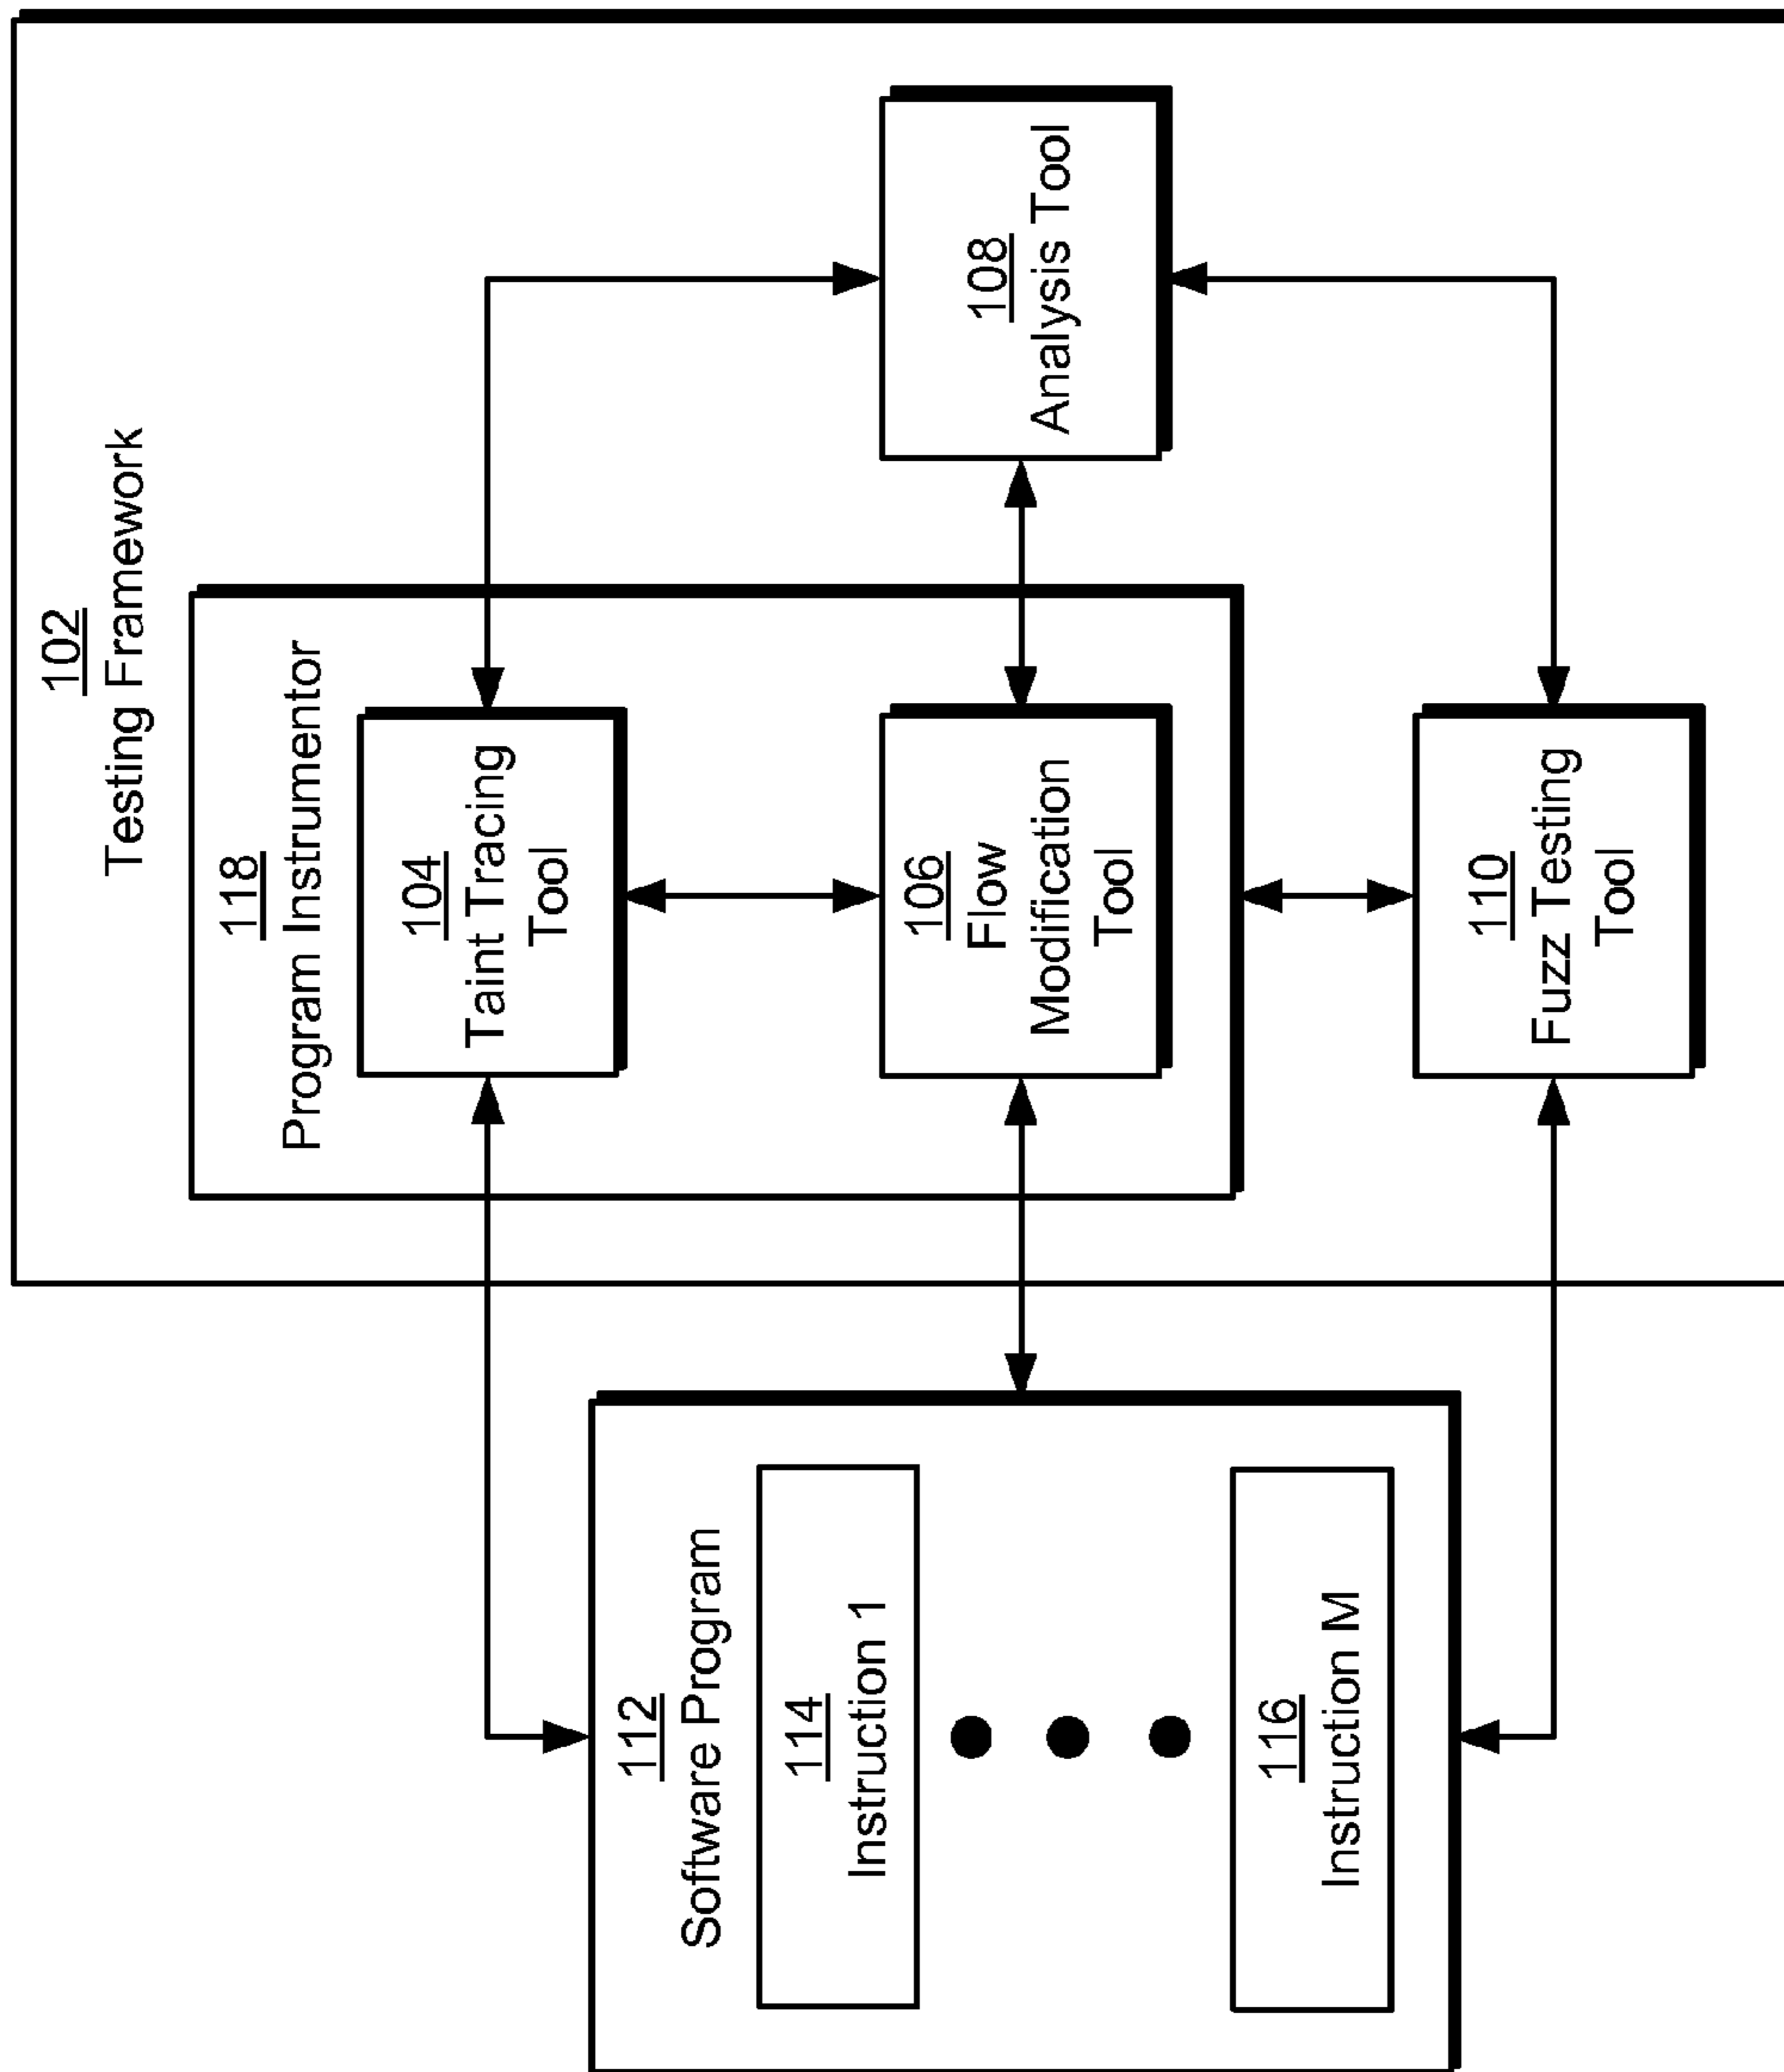 102
Testing Framework
118
Program Instrumentor
104
Taint Tracing
Tool
106
Flow
Modification
Tool
108
Analysis Tool
110
Fuzz Testing
Tool
112
Software Program
114
Instruction 1
116
Instruction M